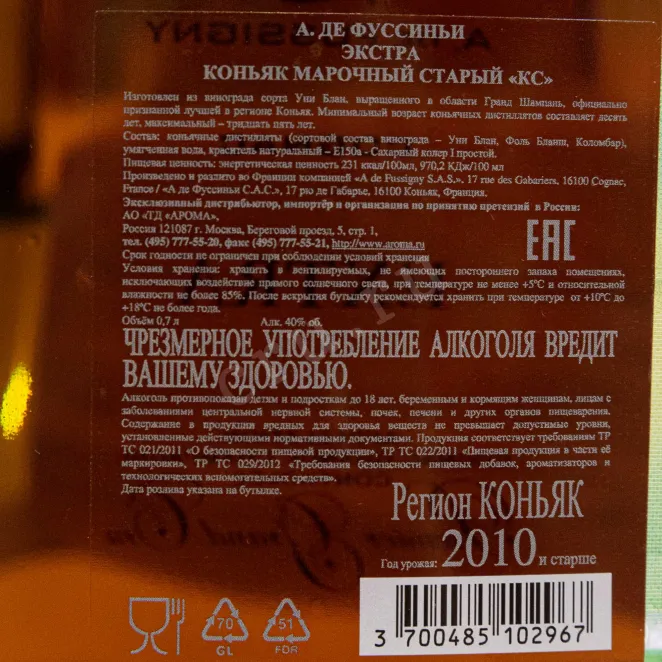 А. ДЕ ФУССИНЬИ
ЭКСТРА
КОНЬЯК МАРОЧНЫЙ СТАРЫЙ «КС»
Изготовлен из винограда сорта Уни Блан, выращенного в области Гранд Шампань, официально
признанной лучшей в регионе Коньяк. Минимальный возраст коньячных дистиллятов составляет десять
лет, максимальный – тридцать пять лет.
Состав: коньячные дистилляты (сортовой состав винограда – Уни Блан, Фоль Бланш, Коломбар),
умягченная вода, краситель натуральный – Е150a - Сахарный колер I простой.
Пищевая ценность: энергетическая ценность 231 ккал/100мл, 970,2 КДж/100 мл
Произведено и разлито во Франции компанией «A de Fussigny S.A.S.». 17 rue des Gabariers, 16100 Cognac,
France / «А де Фуссиньи С.А.С.», 17 рю де Габарье, 16100 Коньяк, Франция.
Эксклюзивный дистрибьютор, импортёр и организация по принятию претензий в России:
АО «ТД «АРОМА»,
Россия 121087 г. Москва, Береговой проезд, 5, стр. 1,
тел. (495) 777-55-20, факс (495) 777-55-21, http://www.aroma.ru
Срок годности не ограничен при соблюдении условий хранения
Условия хранения: хранить в вентилируемых, не имеющих постороннего запаха помещениях,
исключающих воздействие прямого солнечного света, при температуре не менее +5°С и относительной
влажности не более 85%. После вскрытия бутылку рекомендуется хранить при температуре от +10°С до
+18°С не более года.
Объём 0,7 л Алк. 40% об.
EAC
ЧРЕЗМЕРНОЕ УПОТРЕБЛЕНИЕ АЛКОГОЛЯ ВРЕДИТ
ВАШЕМУ ЗДОРОВЬЮ.
Алкоголь противопоказан детям и подросткам до 18 лет, беременным и кормящим женщинам, лицам с
заболеваниями центральной нервной системы, почек, печени и других органов пищеварения.
Содержание в продукции вредных для здоровья веществ не превышает допустимые уровни,
установленные действующими нормативными документами. Продукция соответствует требованиям ТР
ТС 021/2011 «О безопасности пищевой продукции», ТР ТС 022/2011 «Пищевая продукция в части её
маркировки», ТР ТС 029/2012 «Требования безопасности пищевых добавок, ароматизаторов и
технологических вспомогательных средств».
Дата розлива указана на бутылке.
Регион КОНЬЯК
Год урожая: 2010 и старше
70
GL
51
FOR
3 700485 102967